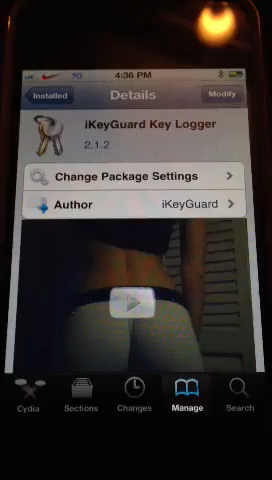 3G 4:36 PM
Installed Details Modify
iKeyGuard Key Logger
2.1.2
Change Package Settings
Author iKeyGuard
Cydia Sections Changes Manage Search